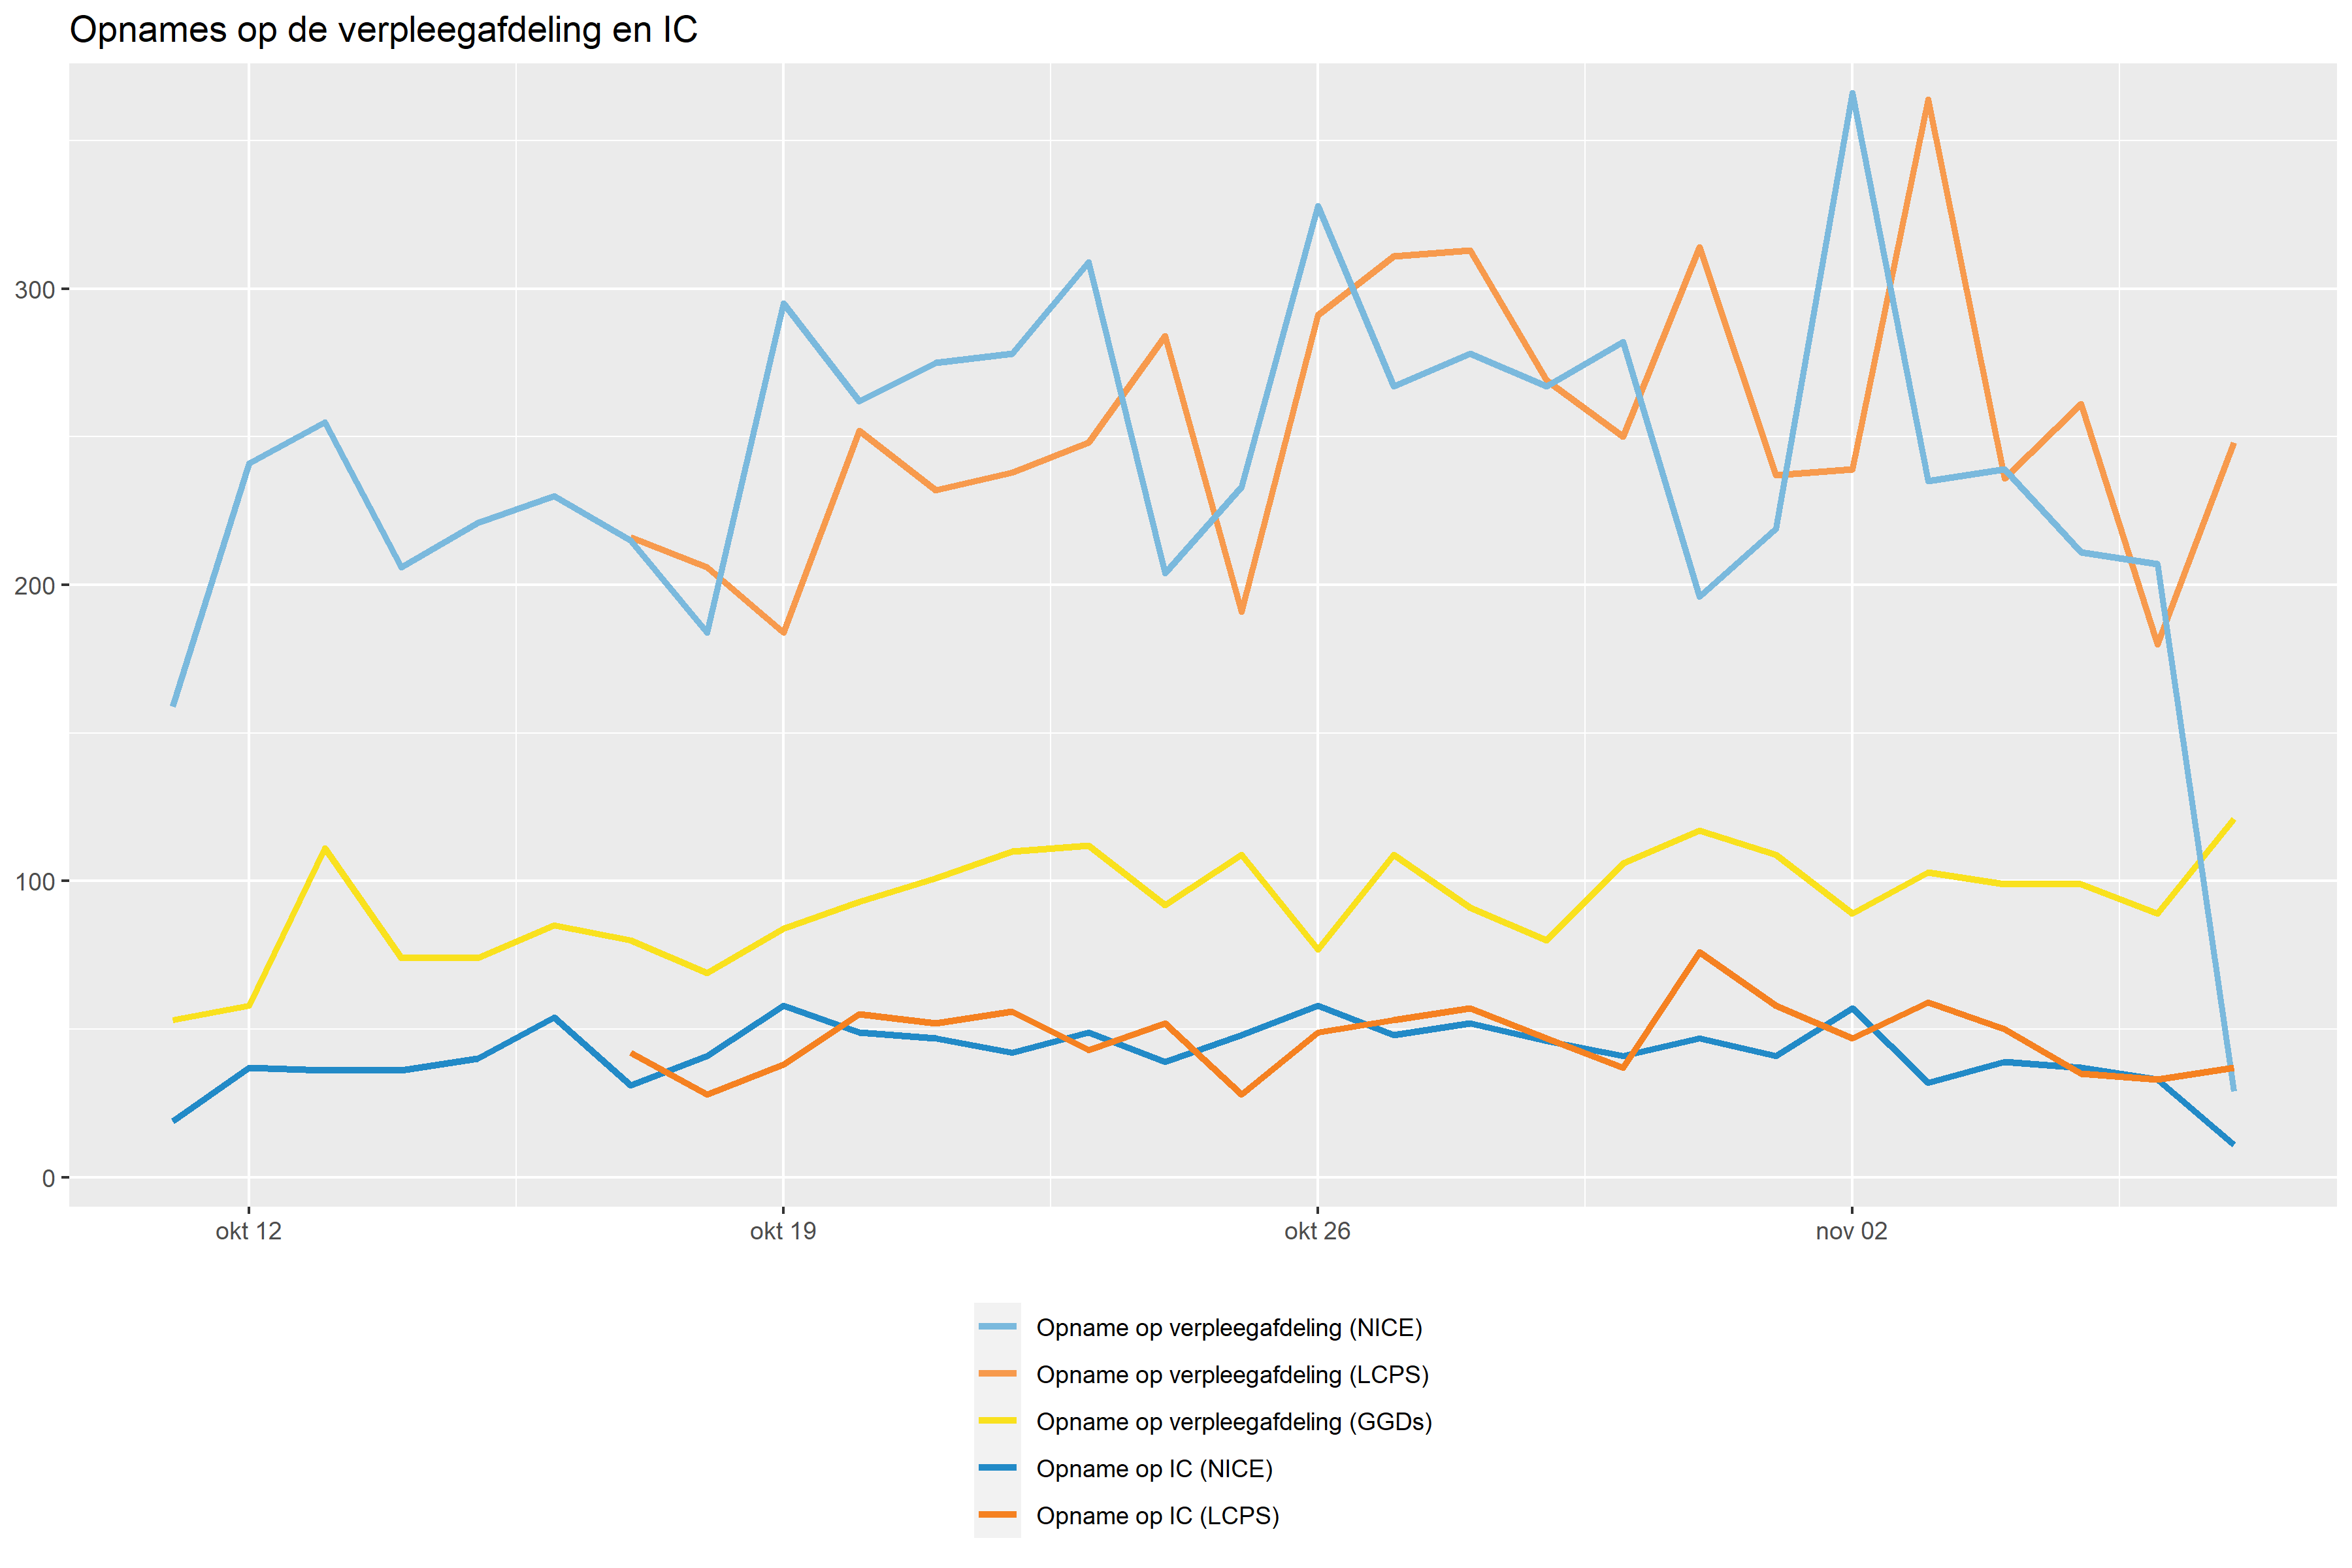 Opnames op de verpleegafdeling en IC
300
200
100
0
okt 12
okt 19
okt 26
nov 02
Opname op verpleegafdeling (NICE)
Opname op verpleegafdeling (LCPS)
Opname op verpleegafdeling (GGDs)
Opname op IC (NICE)
Opname op IC (LCPS)